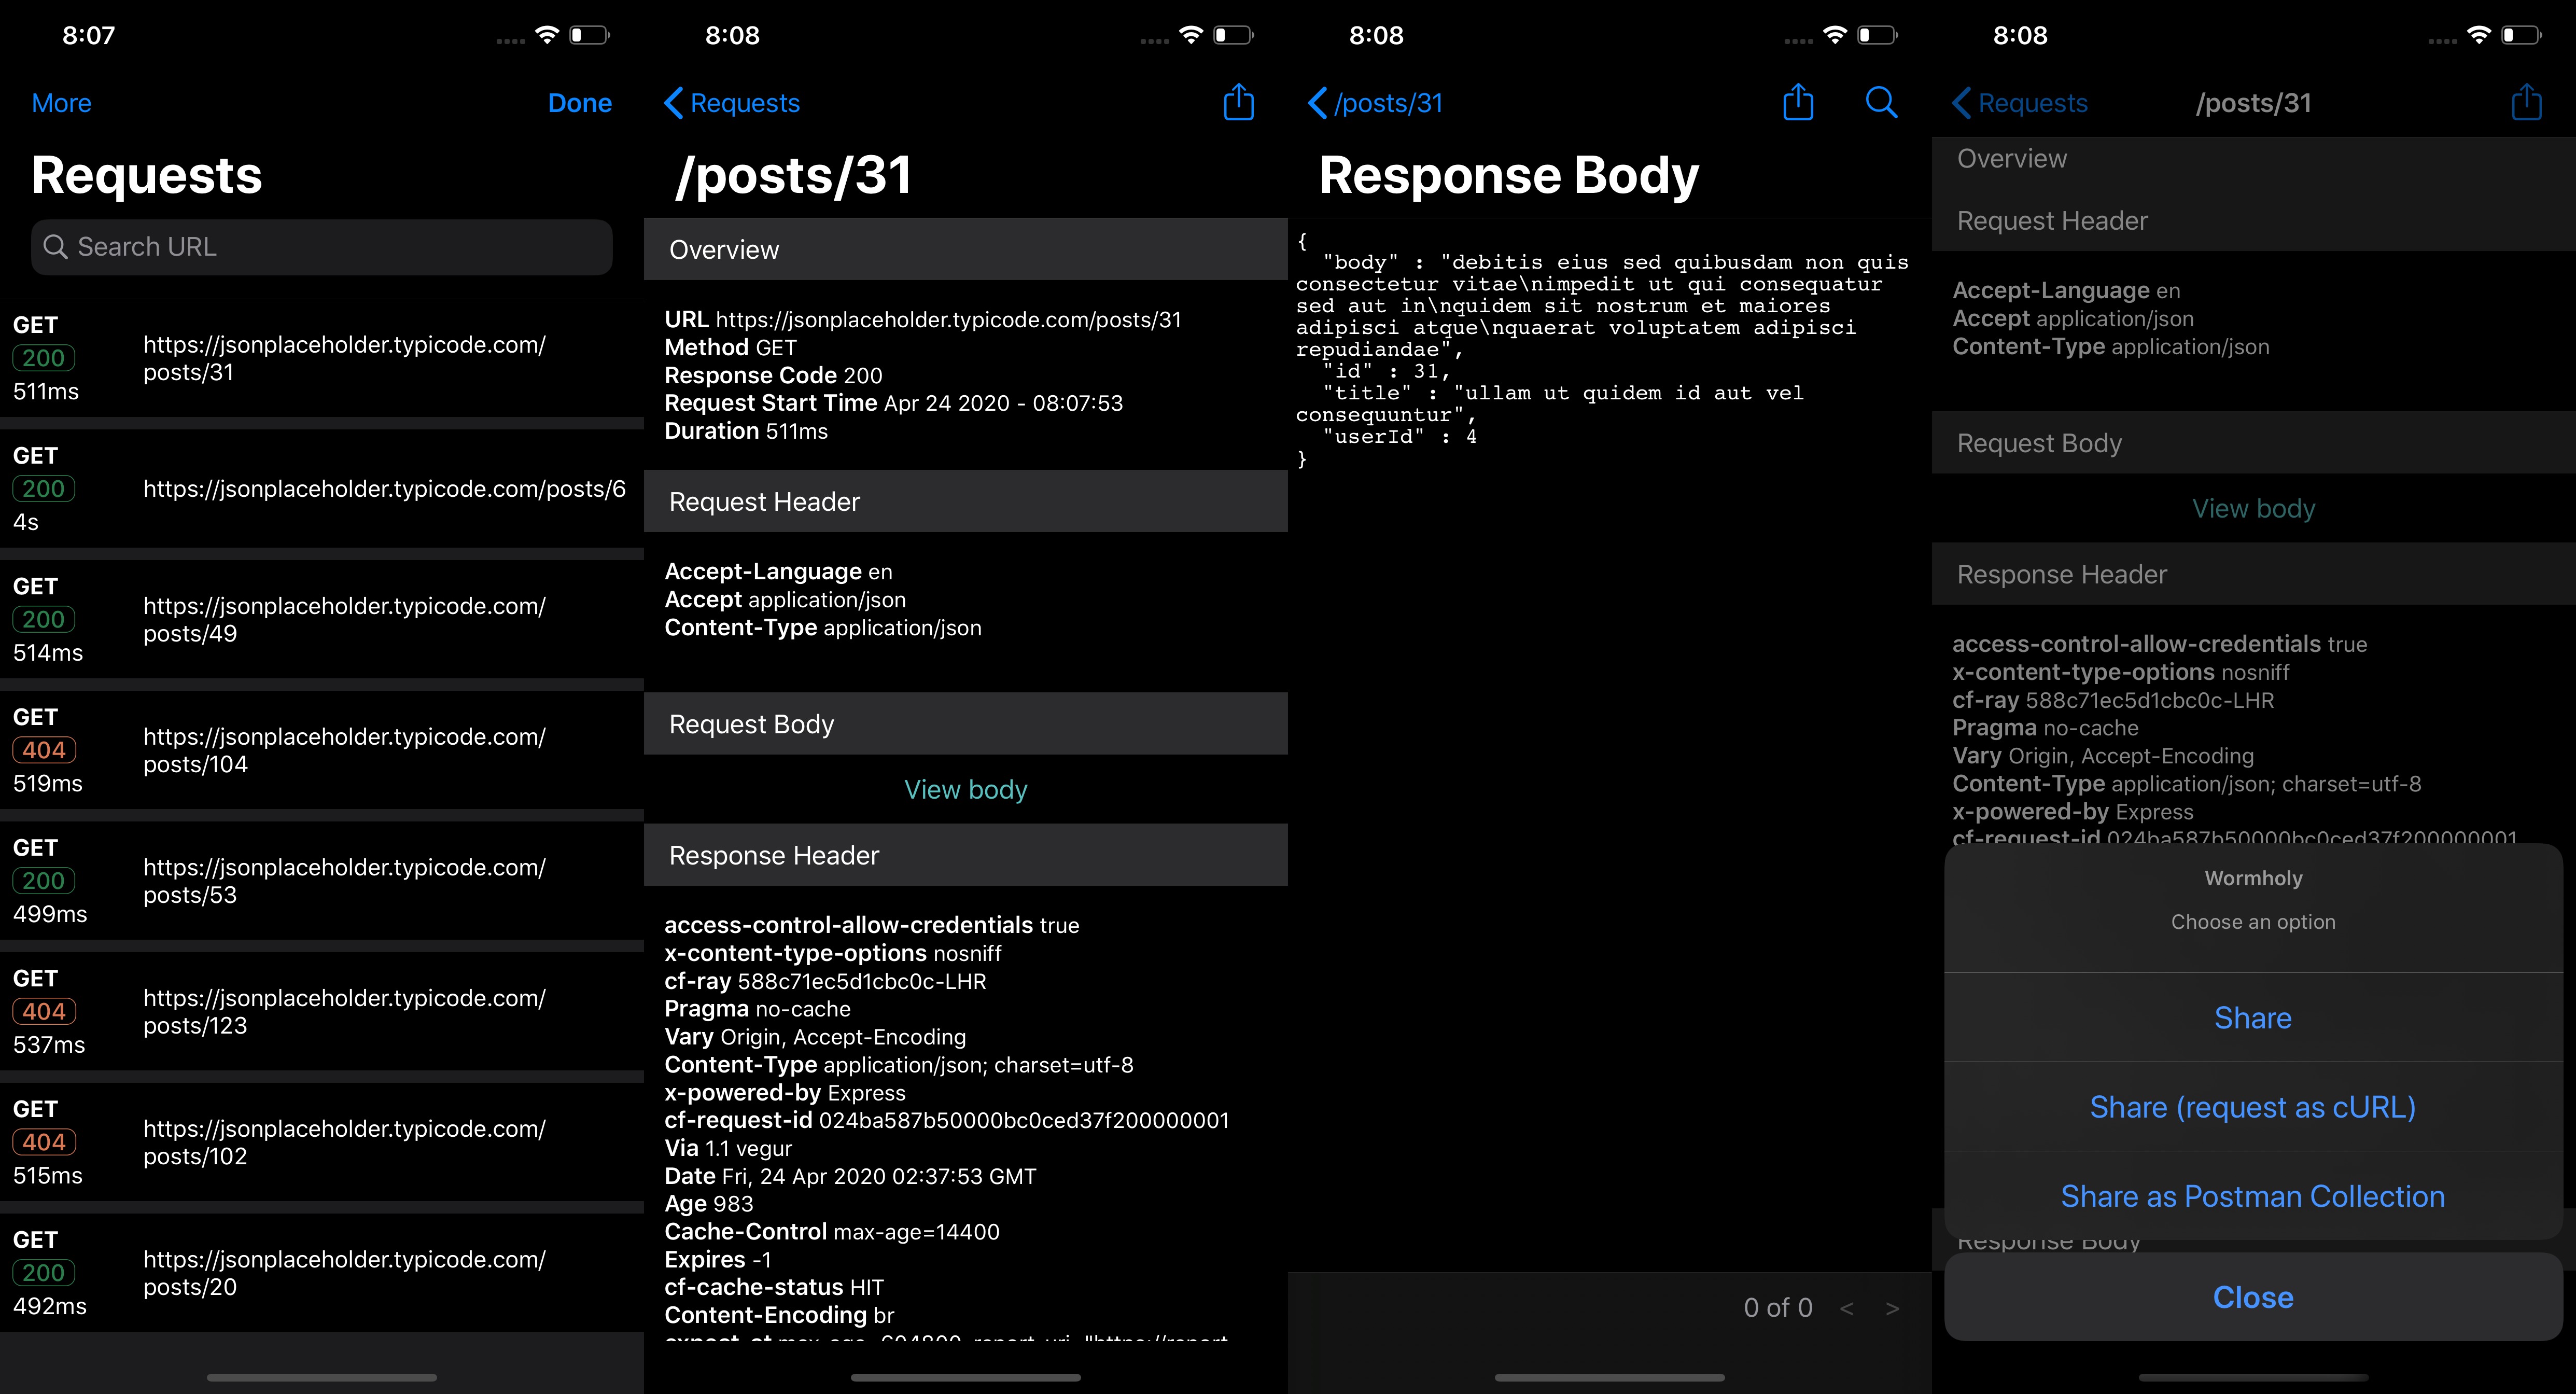 8:07
More
Done
Requests
Search URL
GET
200
511ms
https://jsonplaceholder.typicode.com/
posts/31
GET
200
4s
https://jsonplaceholder.typicode.com/posts/6
GET
200
514ms
https://jsonplaceholder.typicode.com/
posts/49
GET
404
519ms
https://jsonplaceholder.typicode.com/
posts/104
GET
200
499ms
https://jsonplaceholder.typicode.com/
posts/53
GET
404
537ms
https://jsonplaceholder.typicode.com/
posts/123
GET
404
515ms
https://jsonplaceholder.typicode.com/
posts/102
GET
200
492ms
https://jsonplaceholder.typicode.com/
posts/20
8:08
Requests
/posts/31
Overview
URL https://jsonplaceholder.typicode.com/posts/31
Method GET
Response Code 200
Request Start Time Apr 24 2020 - 08:07:53
Duration 511ms
Request Header
Accept-Language en
Accept application/json
Content-Type application/json
Request Body
View body
Response Header
access-control-allow-credentials true
x-content-type-options nosniff
cf-ray 588c71ec5d1cbc0c-LHR
Pragma no-cache
Vary Origin, Accept-Encoding
Content-Type application/json; charset=utf-8
x-powered-by Express
cf-request-id 024ba587b50000bc0ced37f200000001
Via 1.1 vegur
Date Fri, 24 Apr 2020 02:37:53 GMT
Age 983
Cache-Control max-age=14400
Expires -1
cf-cache-status HIT
Content-Encoding br
8:08
/posts/31
Response Body
{
"body" : "debitis eius sed quibusdam non quis
consectetur vitae\nimpedit ut qui consequatur
sed aut in\nquidem sit nostrum et maiores
adipisci atque\nquaerat voluptatem adipisci
repudiandae",
"id" : 31,
"title" : "ullam ut quidem id aut vel
consequuntur",
"userId" : 4
}
0 of 0 < >
8:08
Requests
/posts/31
Overview
Request Header
Accept-Language en
Accept application/json
Content-Type application/json
Request Body
View body
Response Header
access-control-allow-credentials true
x-content-type-options nosniff
cf-ray 588c71ec5d1cbc0c-LHR
Pragma no-cache
Vary Origin, Accept-Encoding
Content-Type application/json; charset=utf-8
x-powered-by Express
cf-request-id 024ba587b50000bc0ced37f200000001
Wormholy
Choose an option
Share
Share (request as cURL)
Share as Postman Collection
Response Body
Close